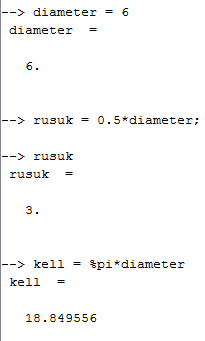 --> diameter = 6
diameter  =
6.
--> rusuk = 0.5*diameter;
--> rusuk
rusuk  =
3.
--> kell = %pi*diameter
kell  =
18.849556